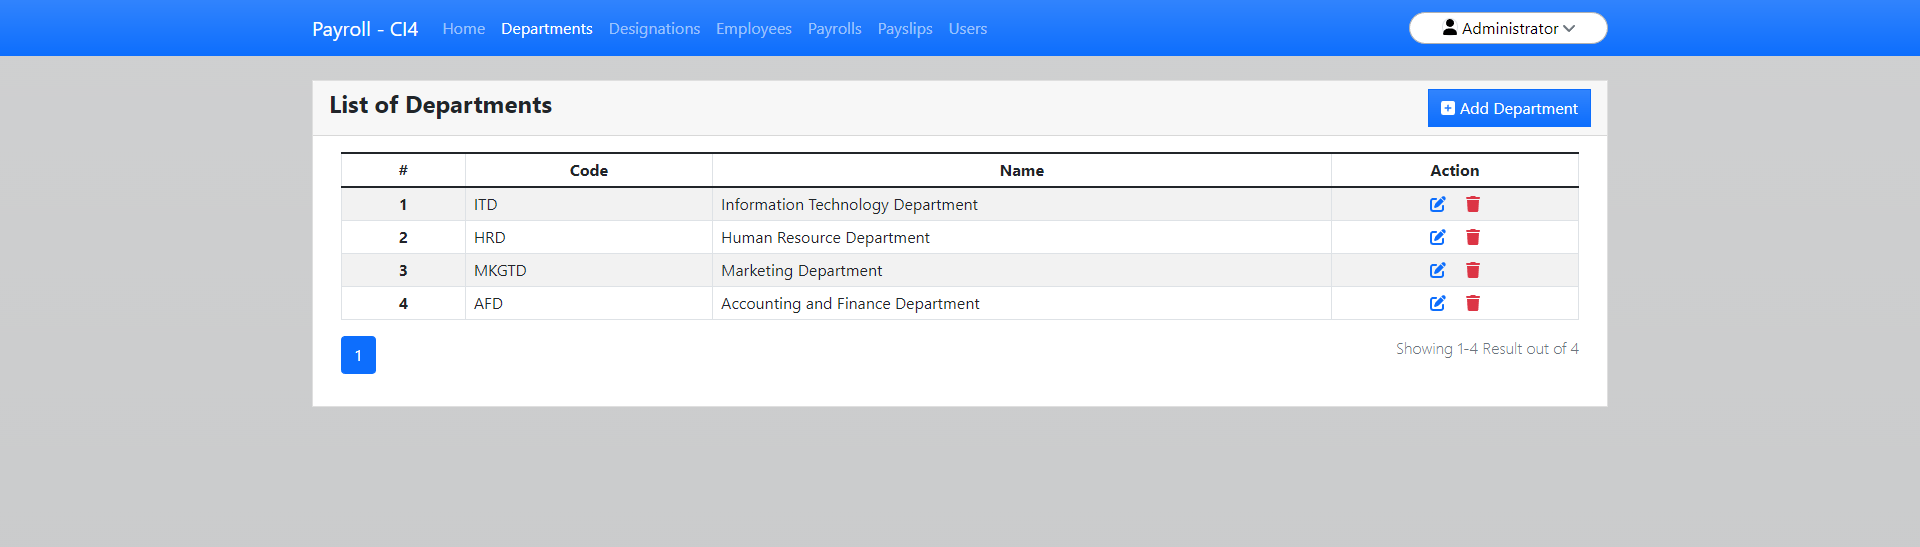 Payroll - CI4 Home Departments Designations Employees Payrolls Payslips Users Administrator
List of Departments Add Department
# Code Name Action
1 ITD Information Technology Department
2 HRD Human Resource Department
3 MKGTD Marketing Department
4 AFD Accounting and Finance Department
1 Showing 1-4 Result out of 4